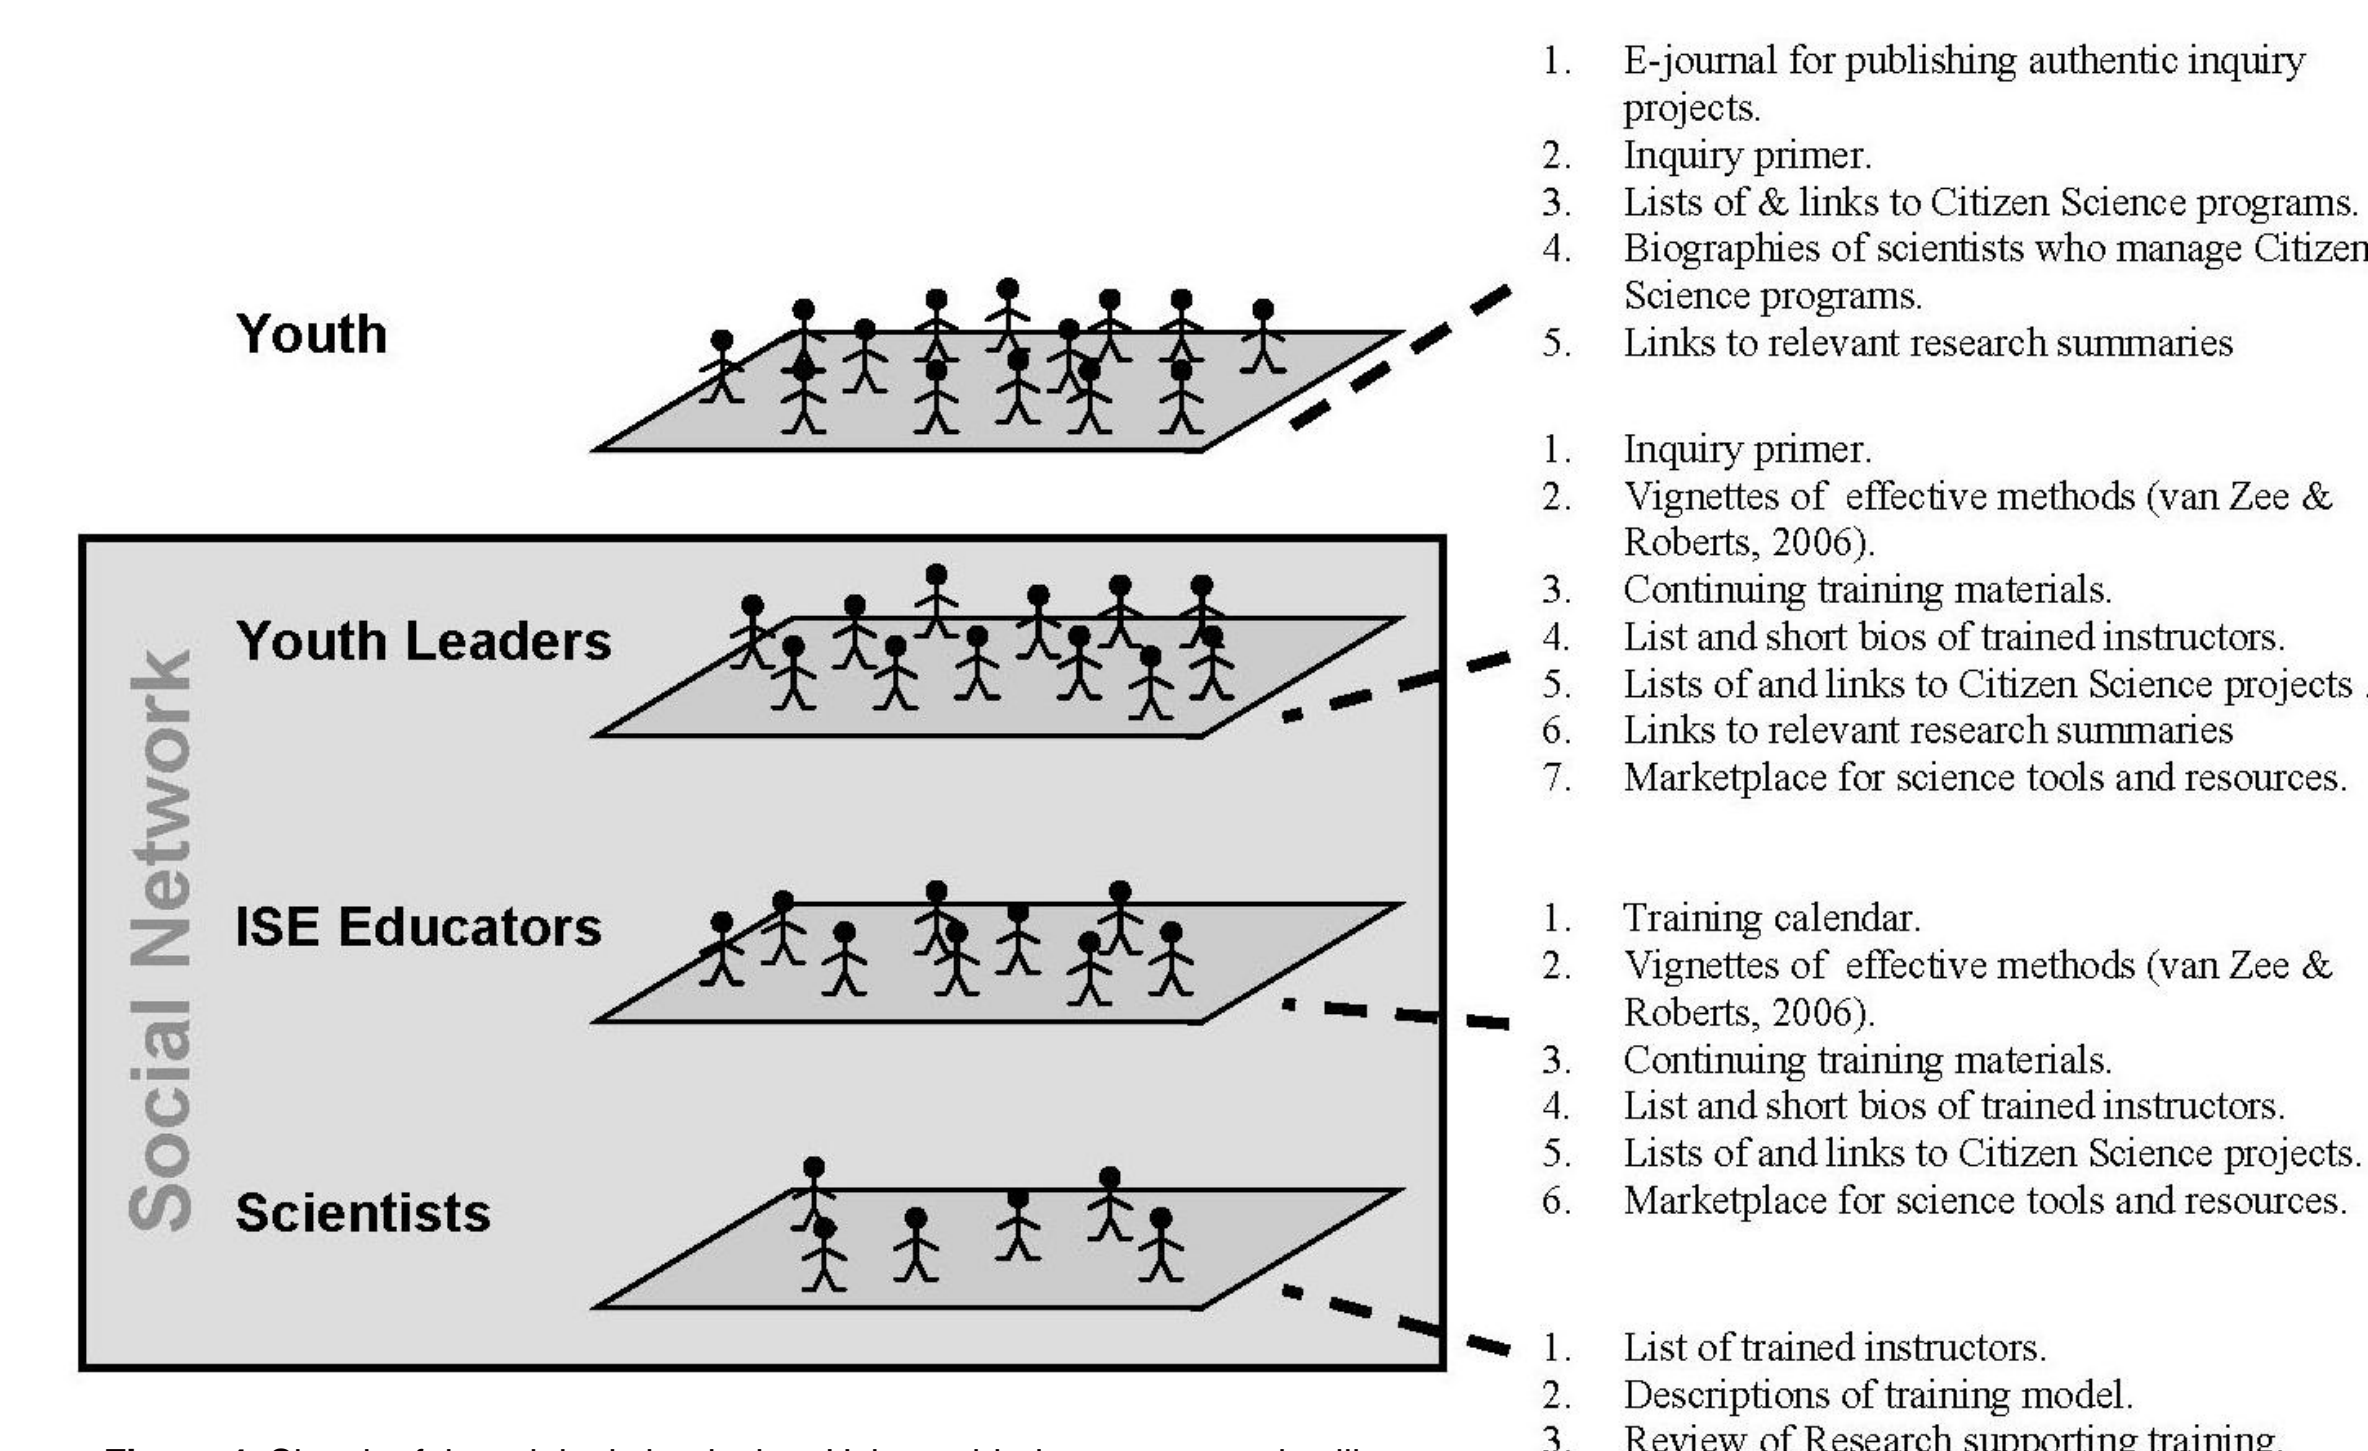 1. E-journal for publishing authentic inquiry
projects.
2. Inquiry primer.
3. Lists of & links to Citizen Science programs.
4. Biographies of scientists who manage Citizen
Science programs.
5. Links to relevant research summaries
Youth
1. Inquiry primer.
2. Vignettes of effective methods (van Zee &
Roberts, 2006).
3. Continuing training materials.
4. List and short bios of trained instructors.
5. Lists of and links to Citizen Science projects .
6. Links to relevant research summaries
7. Marketplace for science tools and resources.
Social Network
Youth Leaders
ISE Educators
1. Training calendar.
2. Vignettes of effective methods (van Zee &
Roberts, 2006).
3. Continuing training materials.
4. List and short bios of trained instructors.
5. Lists of and links to Citizen Science projects.
6. Marketplace for science tools and resources.
Scientists
1. List of trained instructors.
2. Descriptions of training model.
3. Review of Research supporting training